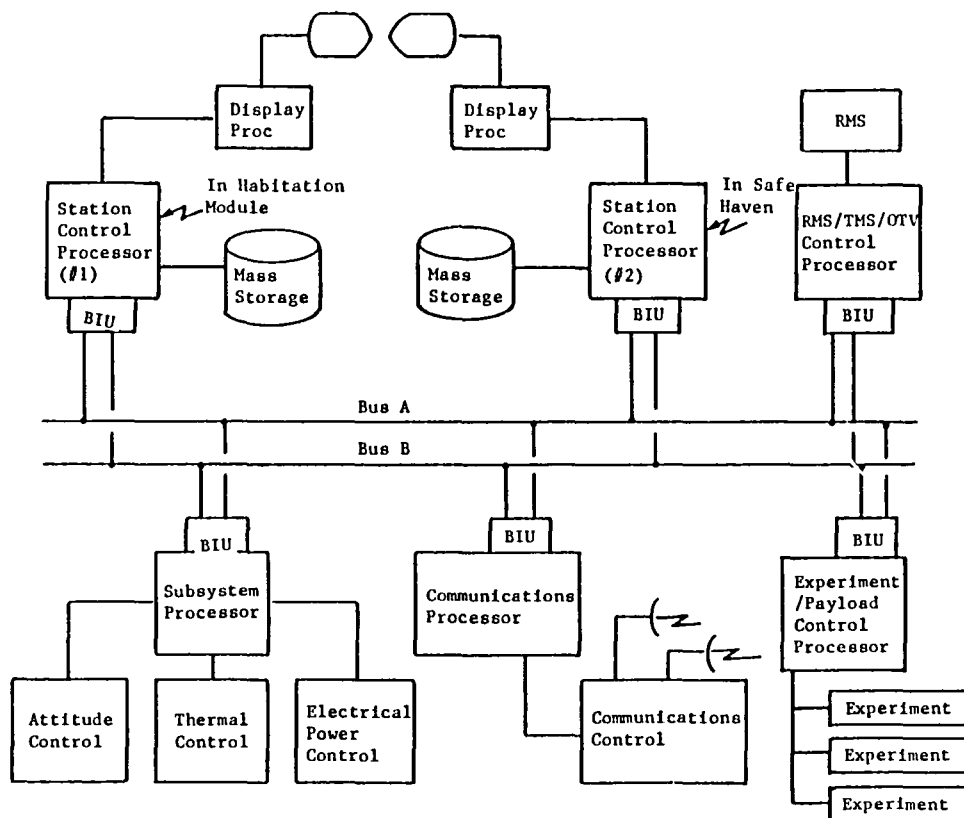 Display
Proc
Display
Proc
RMS
In Habitation
Module
Station
Control
Processor
(#1)
Mass
Storage
BIU
In Safe
Haven
Station
Control
Processor
(#2)
Mass
Storage
BIU
RMS/TMS/OTV
Control
Processor
BIU
Bus A
Bus B
BIU
Subsystem
Processor
BIU
Communications
Processor
BIU
Experiment
/Payload
Control
Processor
Attitude
Control
Thermal
Control
Electrical
Power
Control
Communications
Control
Experiment
Experiment
Experiment